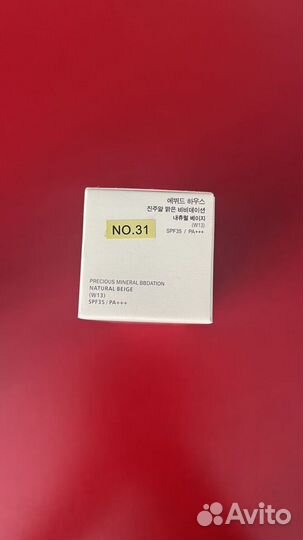 에뛰드 하우스
진주알 맑은 비비데이션
내츄럴 베이지
(W13)
SPF35 / PA+++
NO.31
PRECIOUS MINERAL BBDATION
NATURAL BEIGE
(W13)
SPF35 / PA+++
Avito